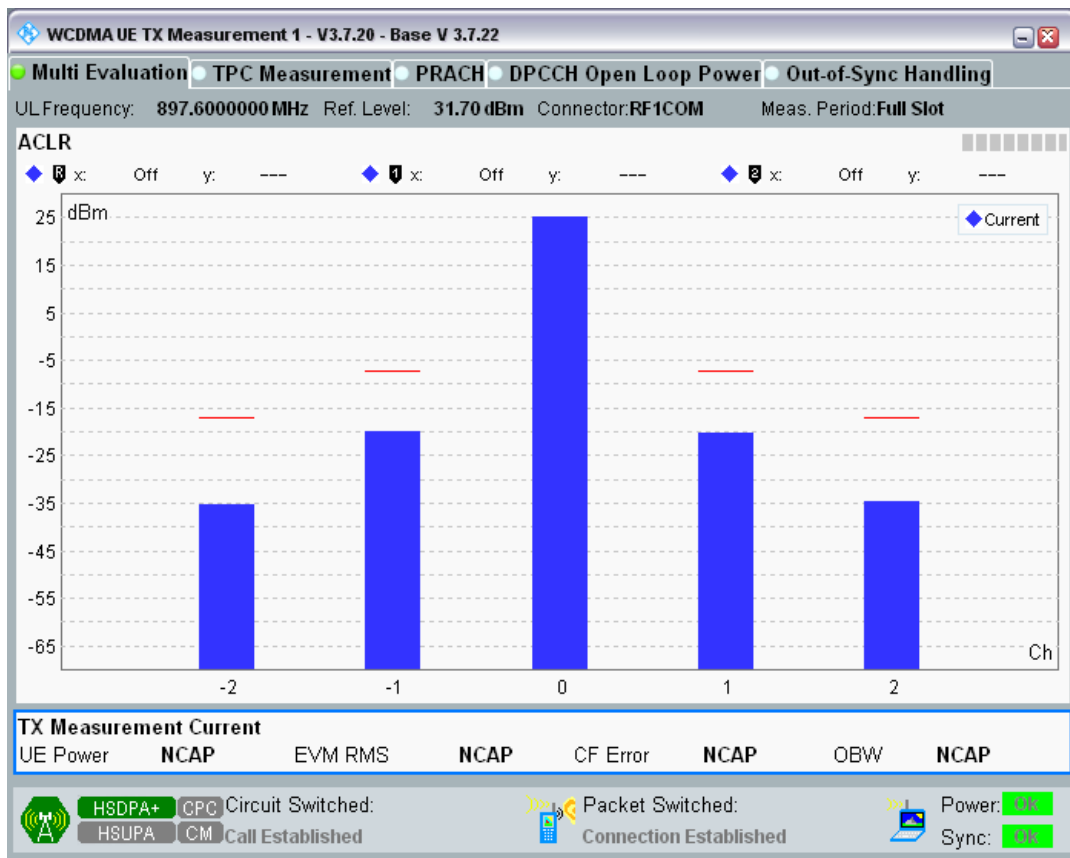 WCDMA UE TX Measurement 1 - V3.7.20 - Base V 3.7.22
Multi Evaluation TPC Measurement PRACH DPCCH Open Loop Power Out-of-Sync Handling
UL Frequency: 897.6000000 MHz Ref. Level: 31.70 dBm Connector: RF1COM Meas. Period: Full Slot
ACLR
R x: Off y: --- 1 x: Off y: --- 2 x: Off y: ---
dBm
Current
25
15
5
-5
-15
-25
-35
-45
-55
-65
Ch
-2 -1 0 1 2
TX Measurement Current
UE Power NCAP EVM RMS NCAP CF Error NCAP OBW NCAP
HSDPA+ CPC Circuit Switched: Packet Switched: Power: Ok
HSUPA CM Call Established Connection Established Sync: Ok